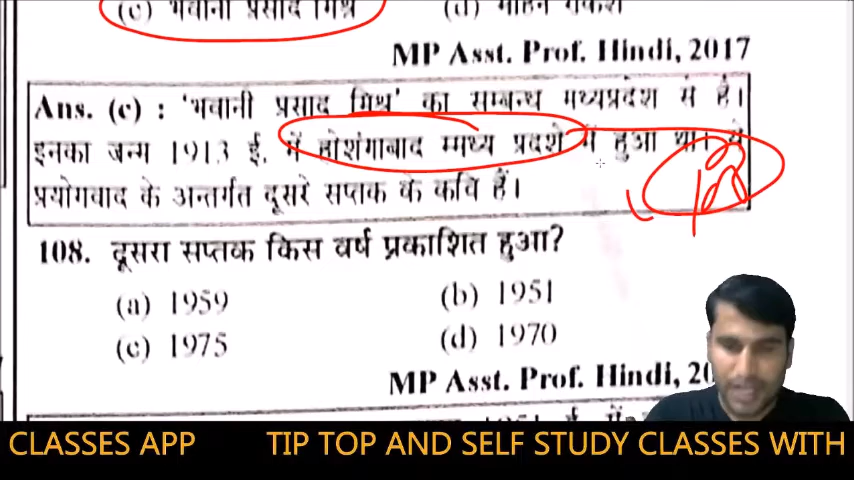 (c) भवानी प्रसाद मिश्र (d) मोहन राकेश
MP Asst. Prof. Hindi, 2017
Ans. (c) : 'भवानी प्रसाद मिश्र' का सम्बन्ध मध्यप्रदेश से है।
इनका जन्म 1913 ई. में होशंगाबाद म्मध्य प्रदशे में हुआ था। ये
प्रयोगवाद के अन्तर्गत दूसरे सप्तक के कवि हैं।
108. दूसरा सप्तक किस वर्ष प्रकाशित हुआ?
(a) 1959 (b) 1951
(c) 1975 (d) 1970
MP Asst. Prof. Hindi, 20
CLASSES APP TIP TOP AND SELF STUDY CLASSES WITH